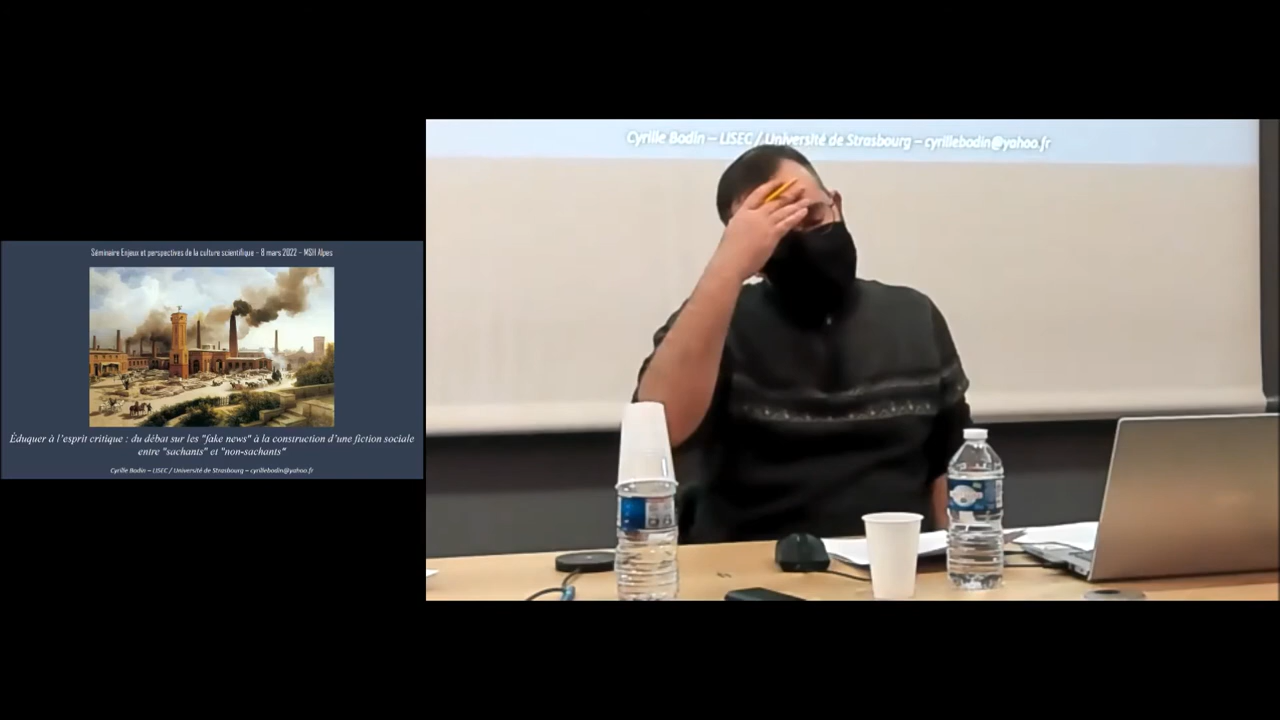 Séminaire Enjeux et perspectives de la culture scientifique – 8 mars 2022 – MSH Alpes
Éduquer à l'esprit critique : du débat sur les "fake news" à la construction d'une fiction sociale
entre "sachants" et "non-sachants"
Cyrille Bodin – LISEC / Université de Strasbourg – cyrillebodin@yahoo.fr
Cyrille Bodin – LISEC / Université de Strasbourg – cyrillebodin@yahoo.fr